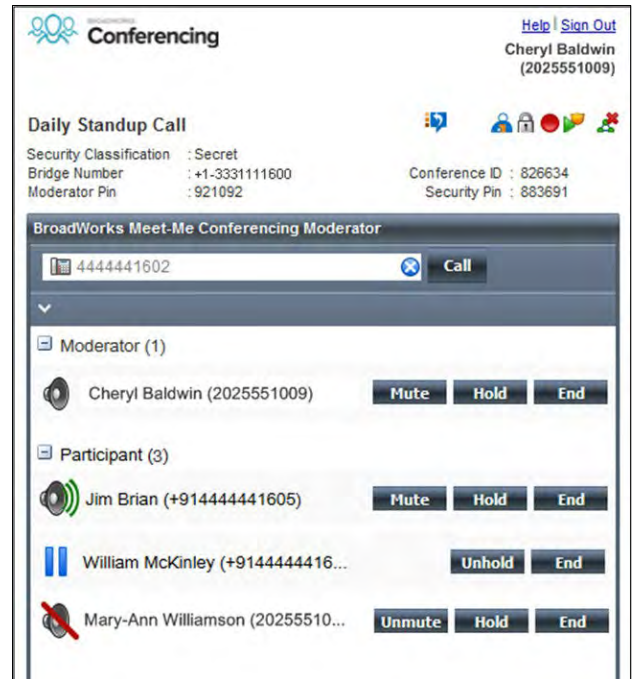 BROADWORKS
Conferencing
Help | Sign Out
Cheryl Baldwin
(2025551009)
Daily Standup Call
Security Classification : Secret
Bridge Number : +1-3331111600 Conference ID : 826634
Moderator Pin : 921092 Security Pin : 883691
BroadWorks Meet-Me Conferencing Moderator
4444441602 Call
Moderator (1)
Cheryl Baldwin (2025551009) Mute Hold End
Participant (3)
Jim Brian (+914444441605) Mute Hold End
William McKinley (+9144444416... Unhold End
Mary-Ann Williamson (20255510... Unmute Hold End